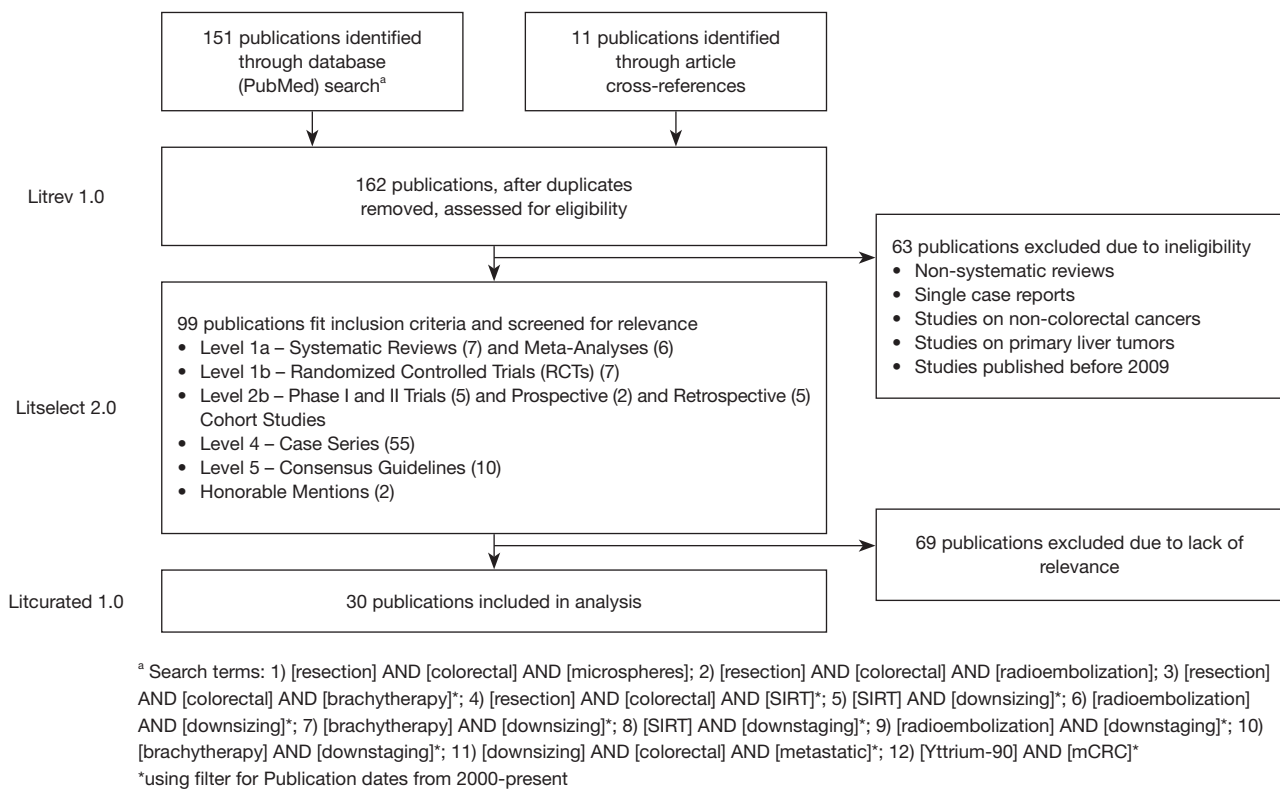 151 publications identified
through database
(PubMed) searchª
11 publications identified
through article
cross-references
Litrev 1.0
162 publications, after duplicates
removed, assessed for eligibility
63 publications excluded due to ineligibility
• Non-systematic reviews
• Single case reports
• Studies on non-colorectal cancers
• Studies on primary liver tumors
• Studies published before 2009
Litselect 2.0
99 publications fit inclusion criteria and screened for relevance
• Level 1a – Systematic Reviews (7) and Meta-Analyses (6)
• Level 1b – Randomized Controlled Trials (RCTs) (7)
• Level 2b – Phase I and II Trials (5) and Prospective (2) and Retrospective (5)
Cohort Studies
• Level 4 – Case Series (55)
• Level 5 – Consensus Guidelines (10)
• Honorable Mentions (2)
69 publications excluded due to lack of
relevance
Litcurated 1.0
30 publications included in analysis
ª Search terms: 1) [resection] AND [colorectal] AND [microspheres]; 2) [resection] AND [colorectal] AND [radioembolization]; 3) [resection]
AND [colorectal] AND [brachytherapy]*; 4) [resection] AND [colorectal] AND [SIRT]*; 5) [SIRT] AND [downsizing]*; 6) [radioembolization]
AND [downsizing]*; 7) [brachytherapy] AND [downsizing]*; 8) [SIRT] AND [downstaging]*; 9) [radioembolization] AND [downstaging]*; 10)
[brachytherapy] AND [downstaging]*; 11) [downsizing] AND [colorectal] AND [metastatic]*; 12) [Yttrium-90] AND [mCRC]*
*using filter for Publication dates from 2000-present